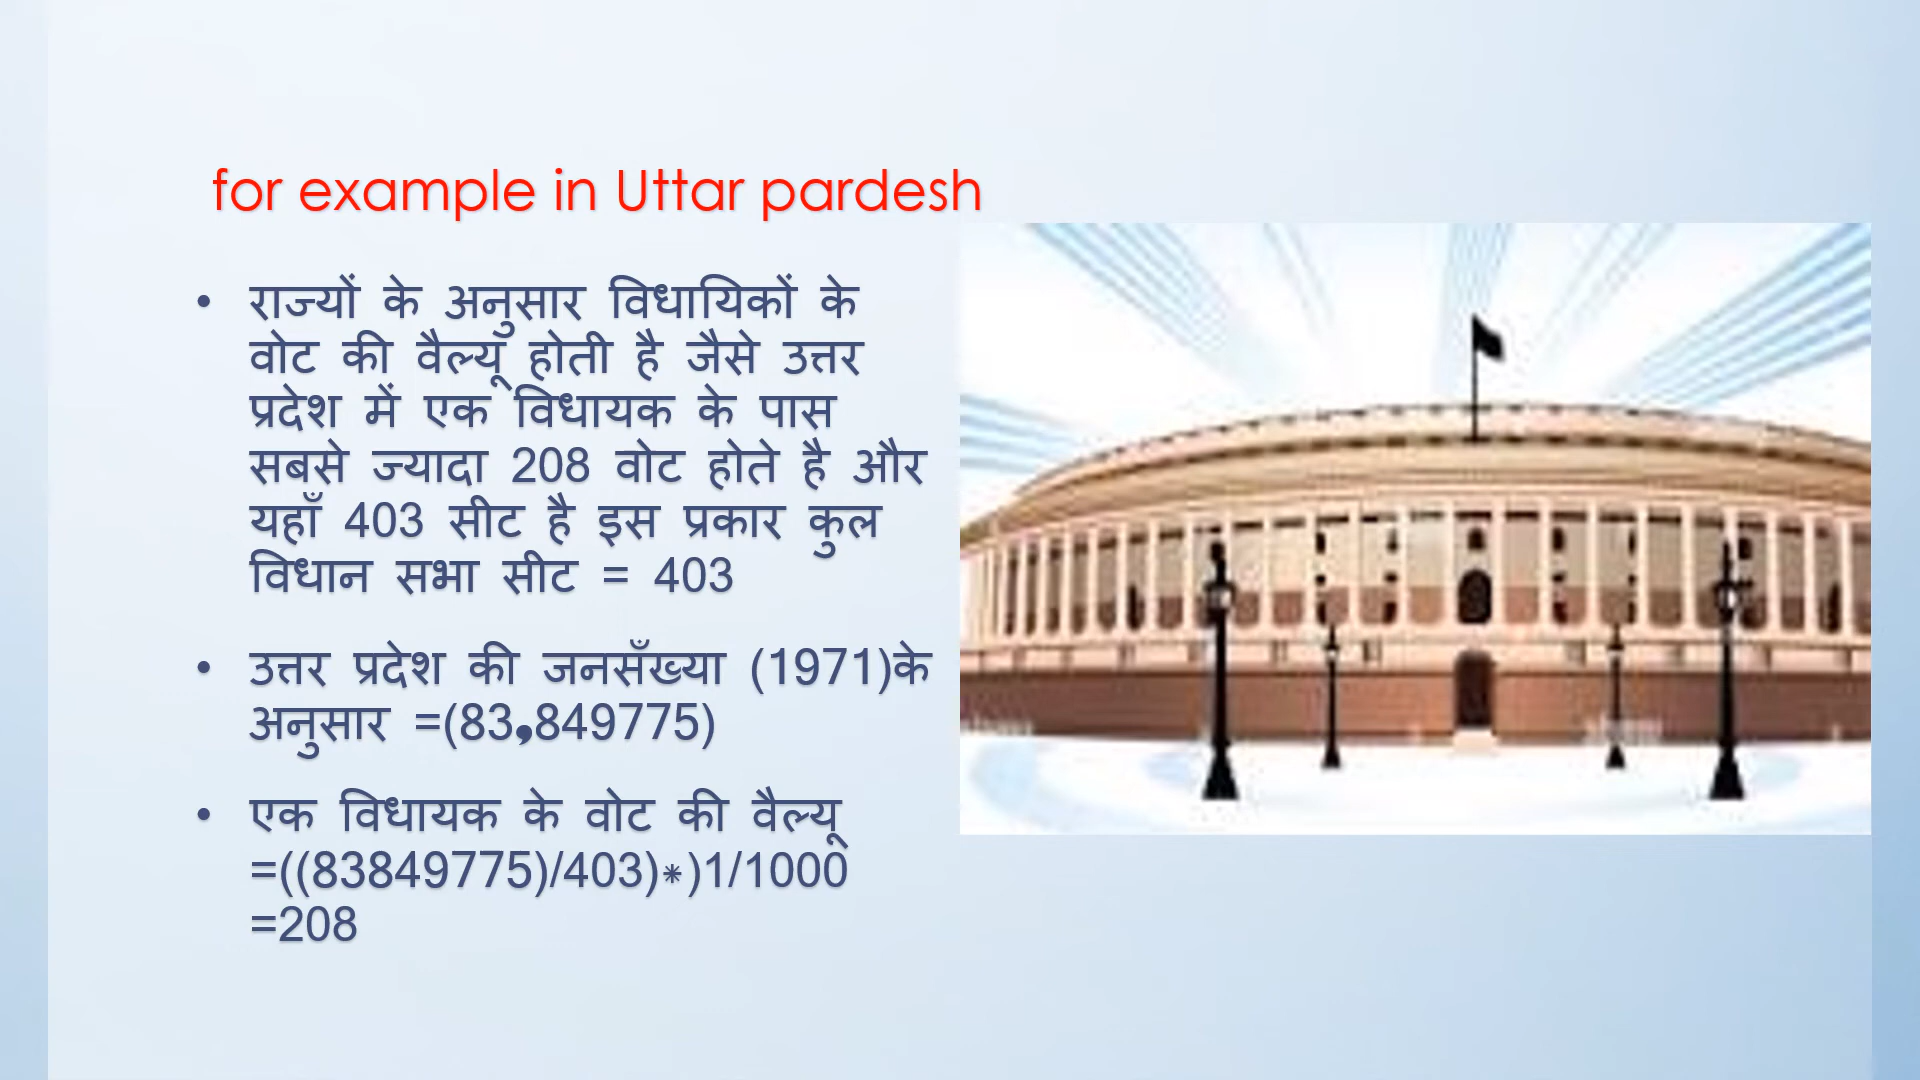 for example in Uttar pardesh
• राज्यों के अनुसार विधायिकों के
वोट की वैल्यू होती है जैसे उत्तर
प्रदेश में एक विधायक के पास
सबसे ज्यादा 208 वोट होते है और
यहाँ 403 सीट है इस प्रकार कुल
विधान सभा सीट = 403
• उत्तर प्रदेश की जनसँख्या (1971)के
अनुसार =(83,849775)
• एक विधायक के वोट की वैल्यू
=((83849775)/403)*)1/1000
=208